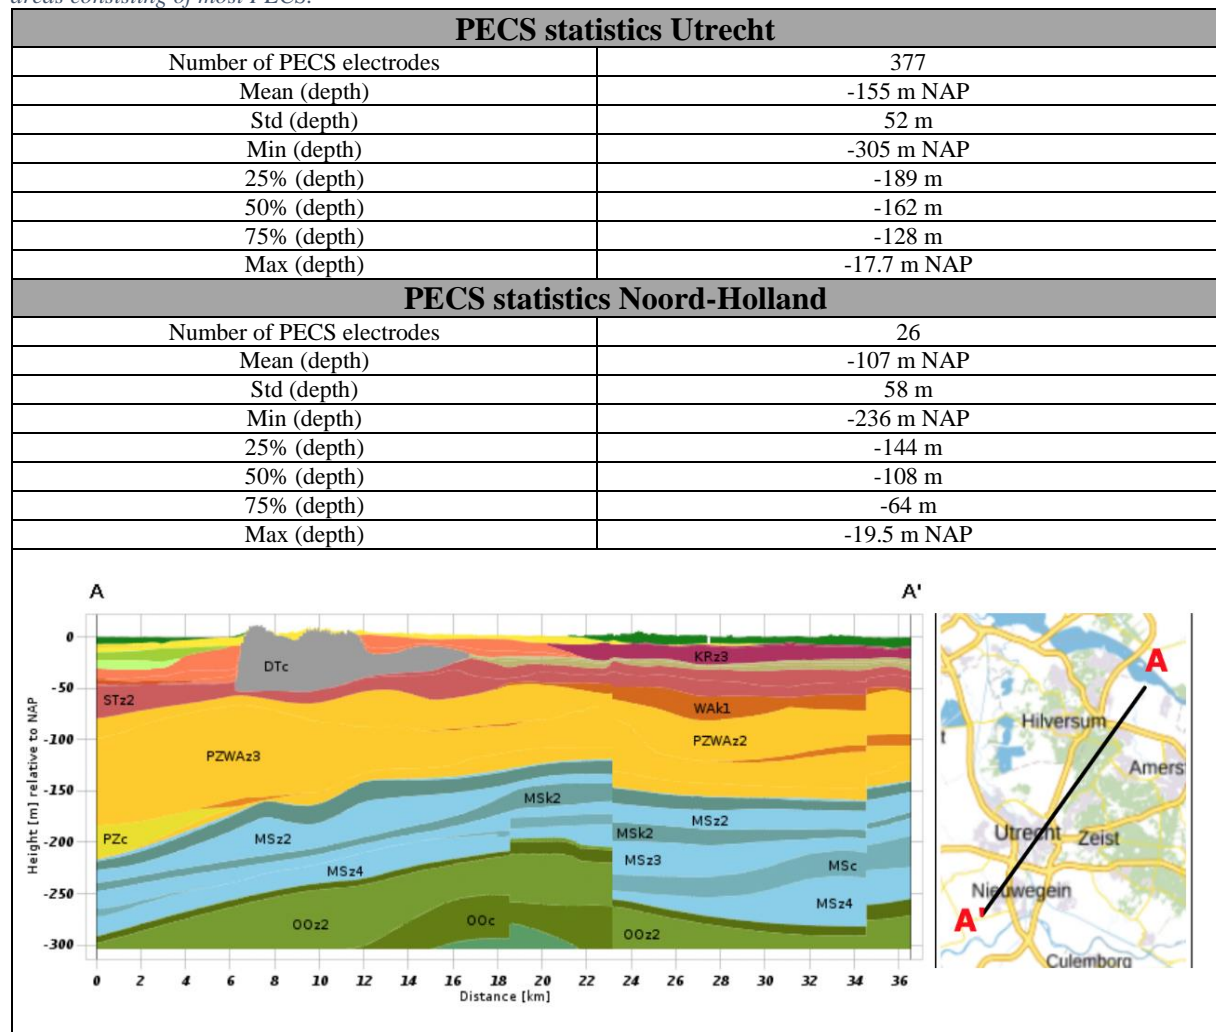 areas consisting of most PECS.
PECS statistics Utrecht
Number of PECS electrodes 377
Mean (depth) -155 m NAP
Std (depth) 52 m
Min (depth) -305 m NAP
25% (depth) -189 m
50% (depth) -162 m
75% (depth) -128 m
Max (depth) -17.7 m NAP
PECS statistics Noord-Holland
Number of PECS electrodes 26
Mean (depth) -107 m NAP
Std (depth) 58 m
Min (depth) -236 m NAP
25% (depth) -144 m
50% (depth) -108 m
75% (depth) -64 m
Max (depth) -19.5 m NAP
A A'
Height [m] relative to NAP
0
-50
-100
-150
-200
-250
-300
DTc
KRz3
STz2
WAk1
PZWAz3
PZWAz2
PZc
MSk2
MSz2
MSz2
MSk2
MSz3
MSc
MSz4
MSz4
OOz2
OOc
OOz2
0 2 4 6 8 10 12 14 16 18 20 22 24 26 28 30 32 34 36
Distance [km]
A
Hilversum
t
Amers
Utrecht
Zeist
Nieuwegein
A'
Culemborg